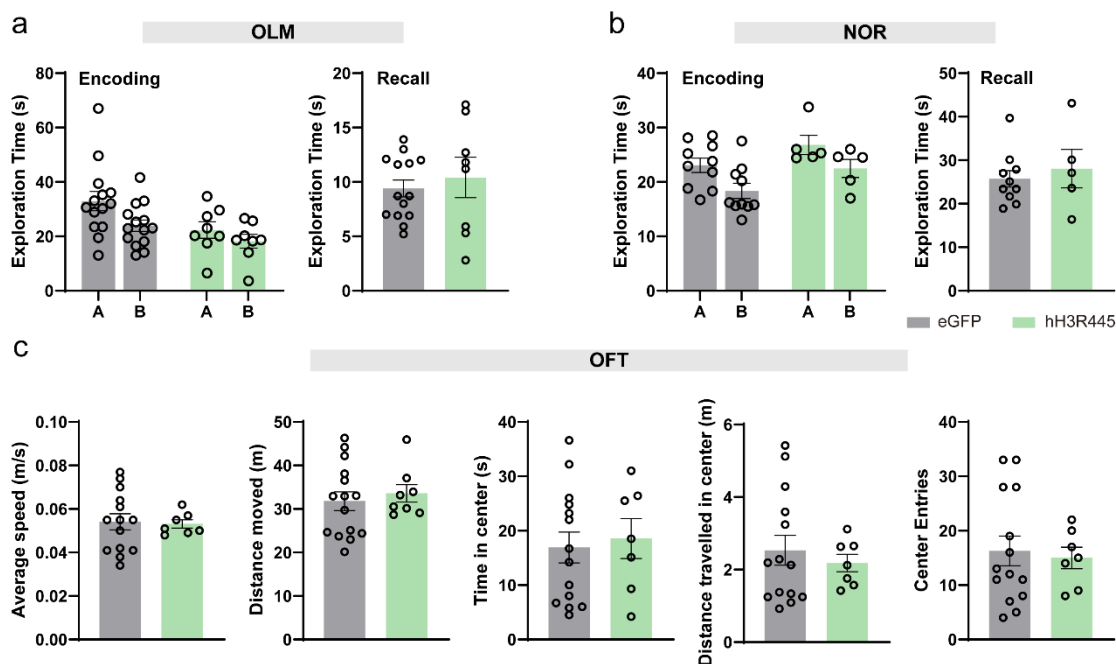 a
OLM
Encoding
Exploration Time (s)
80
60
40
20
0
A B A B
Recall
Exploration Time (s)
20
15
10
5
0
b
NOR
Encoding
Exploration Time (s)
40
30
20
10
0
A B A B
Recall
Exploration Time (s)
50
40
30
20
10
0
eGFP hH3R445
c
OFT
Average speed (m/s)
0.10
0.08
0.06
0.04
0.02
0.00
Distance moved (m)
50
40
30
20
10
0
Time in center (s)
40
30
20
10
0
Distance travelled in center (m)
6
4
2
0
Center Entries
40
30
20
10
0